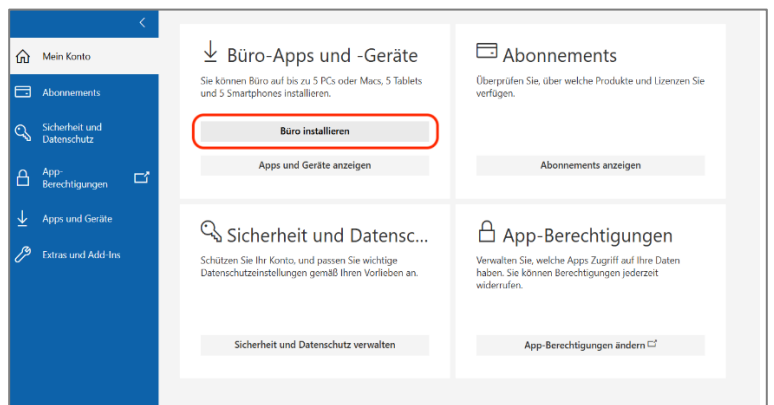 Mein Konto
Abonnements
Sicherheit und
Datenschutz
App-
Berechtigungen
Apps und Geräte
Extras und Add-Ins
Büro-Apps und -Geräte
Sie können Büro auf bis zu 5 PCs oder Macs, 5 Tablets
und 5 Smartphones installieren.
Büro installieren
Apps und Geräte anzeigen
Abonnements
Überprüfen Sie, über welche Produkte und Lizenzen Sie
verfügen.
Abonnements anzeigen
Sicherheit und Datensc...
Schützen Sie Ihr Konto, und passen Sie wichtige
Datenschutzeinstellungen gemäß Ihren Vorlieben an.
Sicherheit und Datenschutz verwalten
App-Berechtigungen
Verwalten Sie, welche Apps Zugriff auf Ihre Daten
haben. Sie können Berechtigungen jederzeit
widerrufen.
App-Berechtigungen ändern